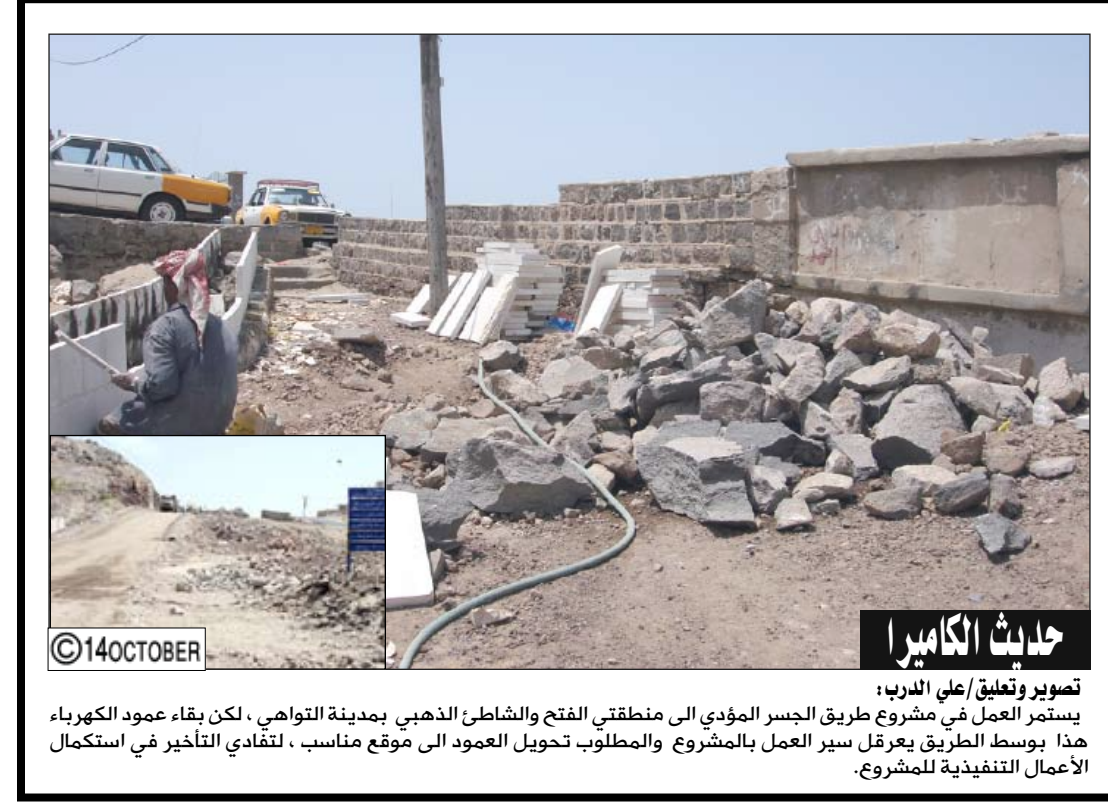 ©14OCTOBER
حديث الكاميرا
تصوير وتعليق/علي الدرب:
يستمر العمل في مشروع طريق الجسر المؤدي الى منطقتي الفتح والشاطئ الذهبي بمدينة التواهي ، لكن بقاء عمود الكهرباء
هذا بوسط الطريق يعرقل سير العمل بالمشروع والمطلوب تحويل العمود الى موقع مناسب ، لتفادي التأخير في استكمال
الأعمال التنفيذية للمشروع.